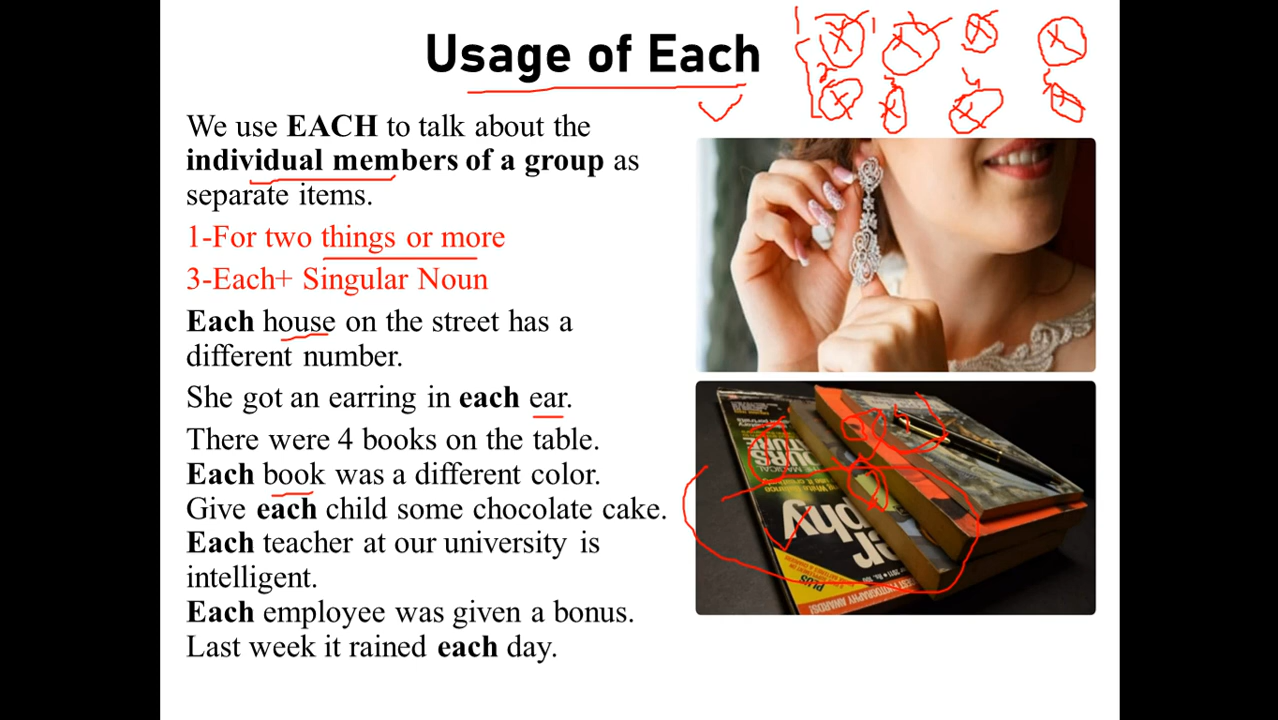 Usage of Each
We use EACH to talk about the
individual members of a group as
separate items.
1-For two things or more
3-Each+ Singular Noun
Each house on the street has a
different number.
She got an earring in each ear.
There were 4 books on the table.
Each book was a different color.
Give each child some chocolate cake.
Each teacher at our university is
intelligent.
Each employee was given a bonus.
Last week it rained each day.
PLUS